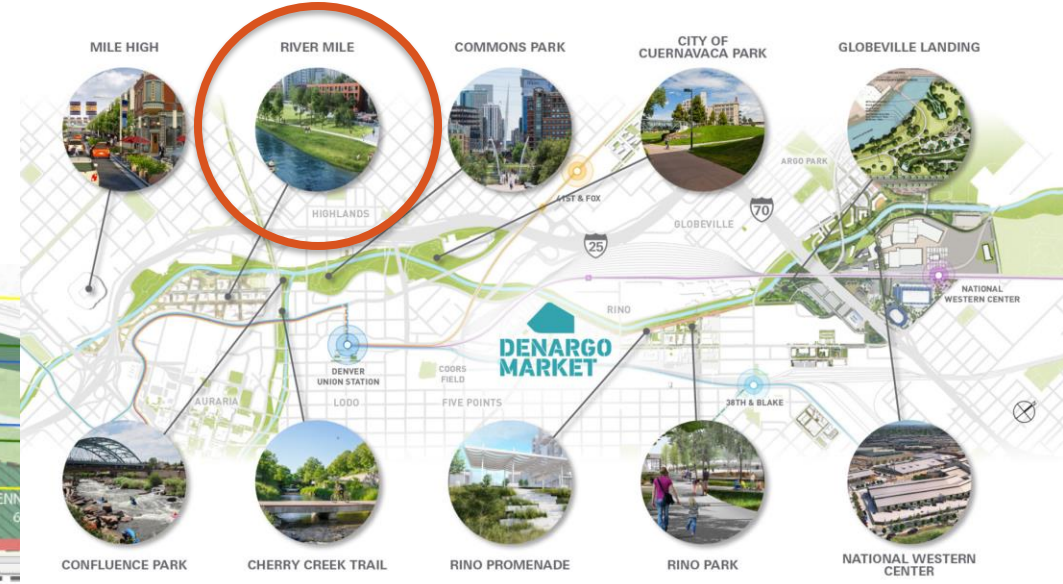 MILE HIGH
RIVER MILE
COMMONS PARK
CITY OF
CUERNAVACA PARK
GLOBEVILLE LANDING
ARGO PARK
41ST & FOX
HIGHLANDS
GLOBEVILLE
70
25
NATIONAL
WESTERN CENTER
RINO
DENARGO
MARKET
DENVER
UNION STATION
COORS
FIELD
AURARIA
LODO
FIVE POINTS
38TH & BLAKE
CONFLUENCE PARK
CHERRY CREEK TRAIL
RINO PROMENADE
RINO PARK
NATIONAL WESTERN
CENTER